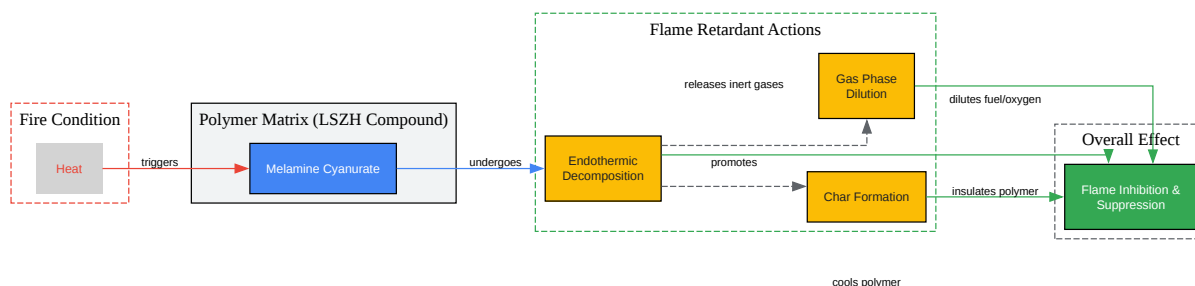 Flame Retardant Actions
releases inert gases
Gas Phase
Dilution
dilutes fuel/oxygen
Fire Condition
Heat
triggers
Polymer Matrix (LSZH Compound)
Melamine Cyanurate
undergoes
Endothermic
Decomposition
promotes
Char Formation
insulates polymer
Overall Effect
Flame Inhibition &
Suppression
cools polymer